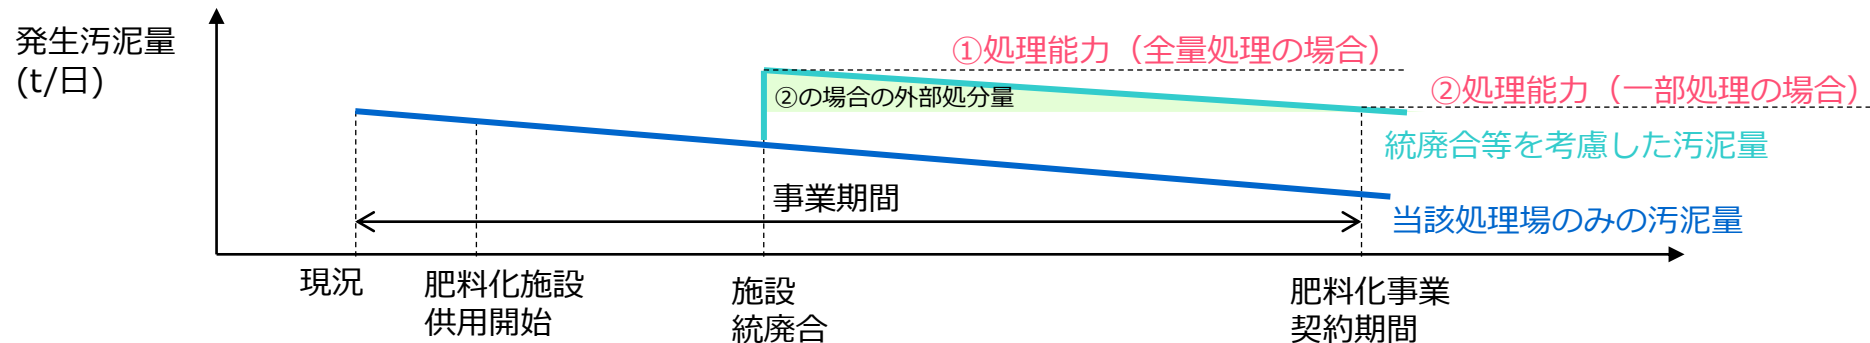 発生汚泥量
(t/日)
①処理能力（全量処理の場合）
②処理能力（一部処理の場合）
②の場合の外部処分量
統廃合等を考慮した汚泥量
事業期間
当該処理場のみの汚泥量
現況
肥料化施設
供用開始
施設
統廃合
肥料化事業
契約期間